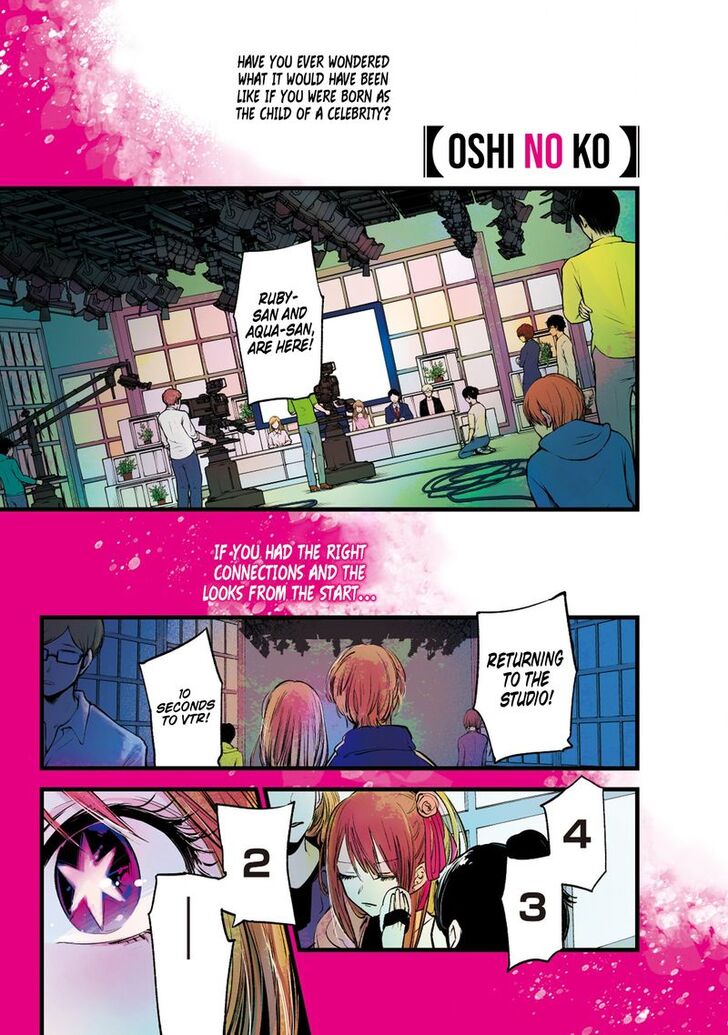 HAVE YOU EVER WONDERED
WHAT IT WOULD HAVE BEEN
LIKE IF YOU WERE BORN AS
THE CHILD OF A CELEBRITY?
【OSHI NO KO】
RUBY-
SAN AND
AQUA-SAN,
ARE HERE!
IF YOU HAD THE RIGHT
CONNECTIONS AND THE
LOOKS FROM THE START...
RETURNING
TO THE
STUDIO!
10
SECONDS
TO VTR!
4
3
2
1